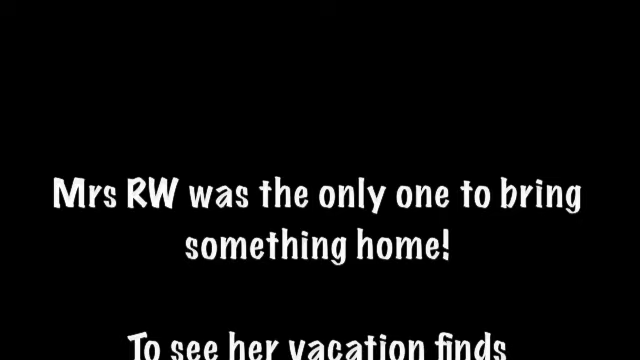 Mrs RW was the only one to bring
something home!
To see her vacation finds